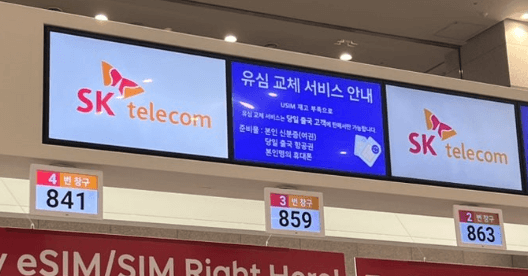 SK telecom
유심 교체 서비스 안내
USIM 재고 부족으로
유심 교체 서비스는 당일 출국 고객에 한해서만 가능합니다
준비물 : 본인 신분증(여권)
당일 출국 항공권
본인명의 휴대폰
SK telecom
4 번 창구
841
3 번 창구
859
2 번 창구
863
eSIM/SIM Right Here!